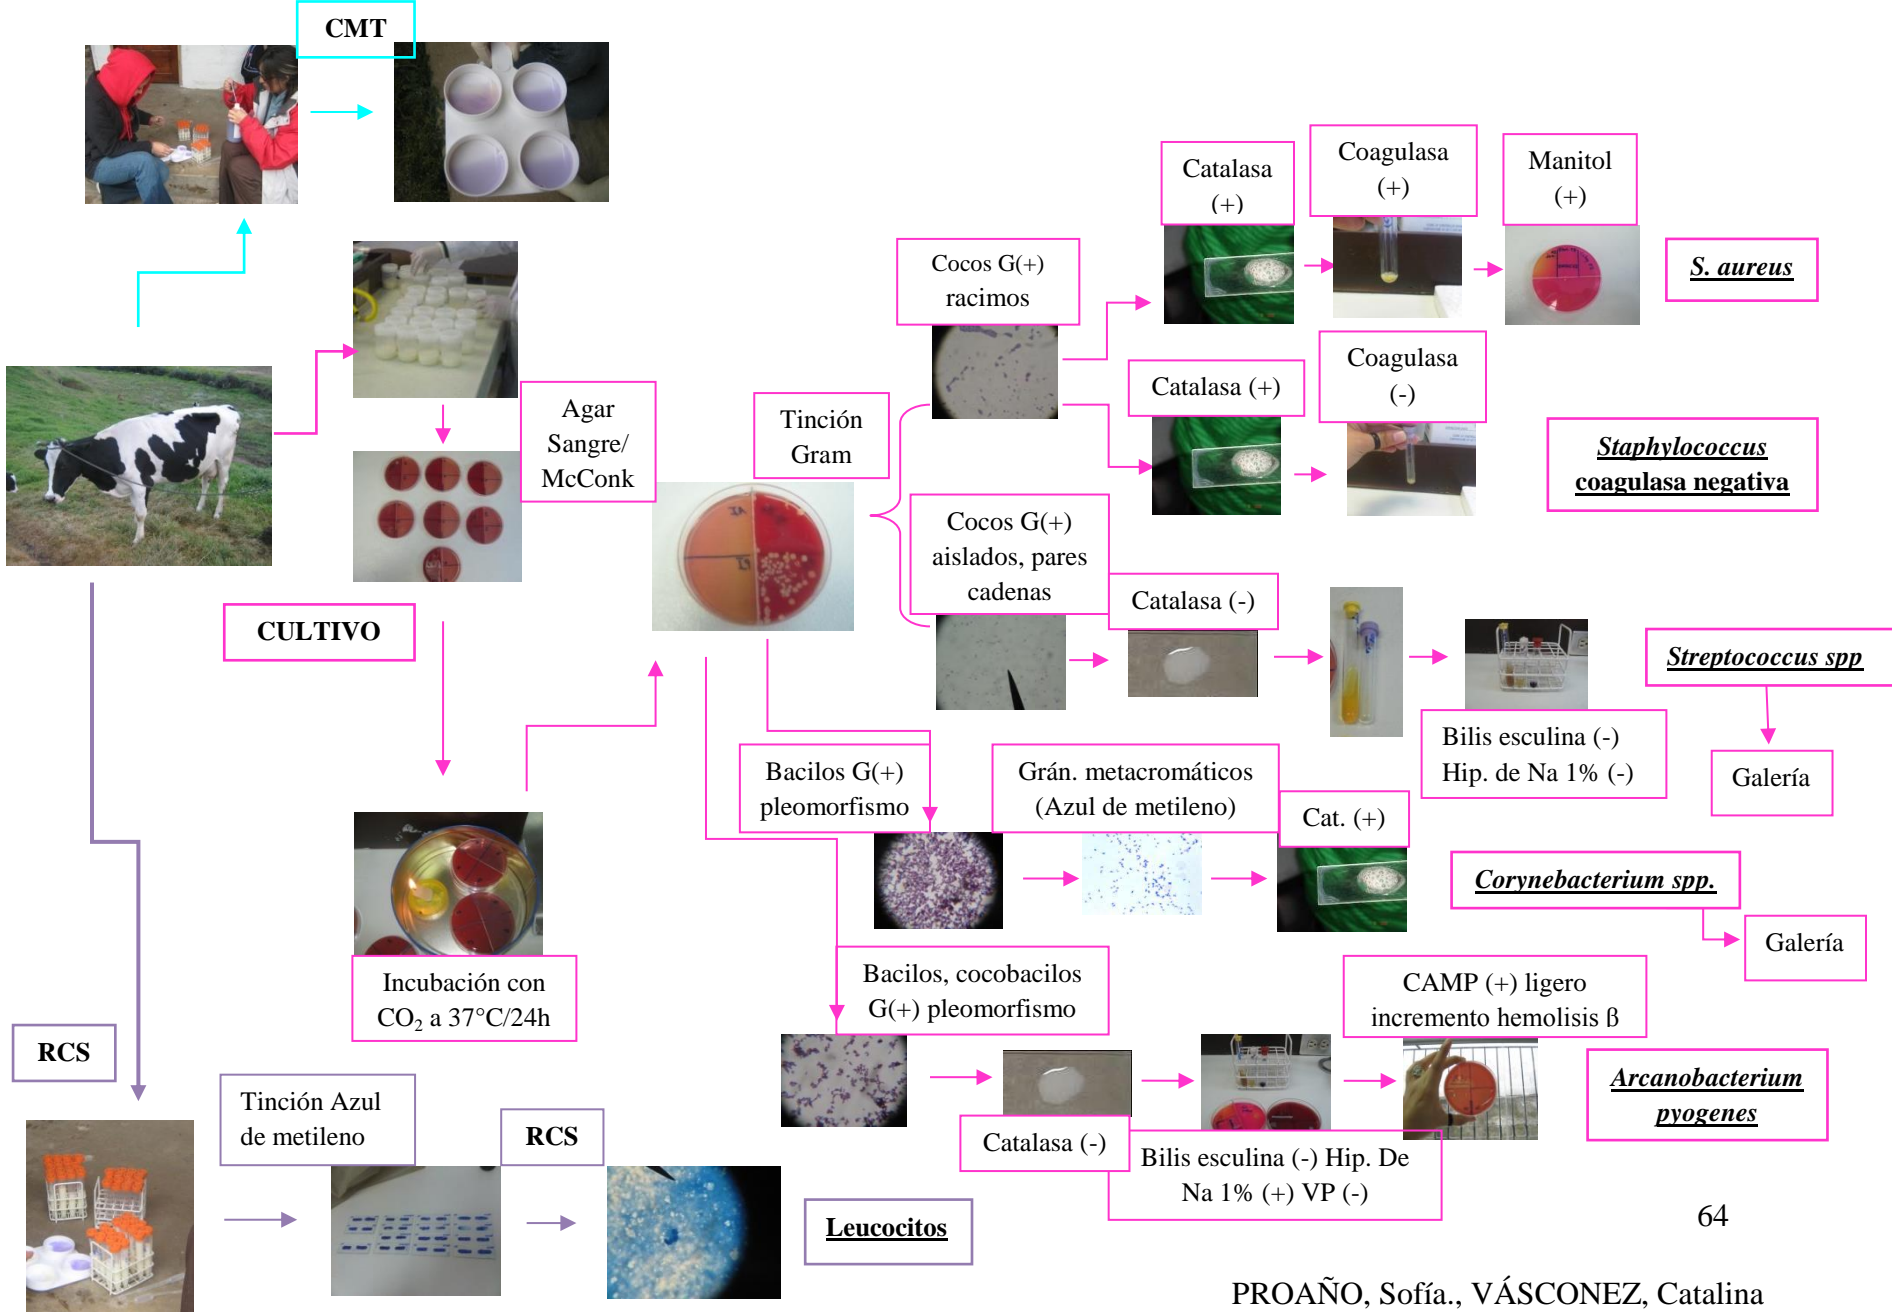 CMT
Catalasa
(+)
Coagulasa
(+)
Manitol
(+)
S. aureus
Cocos G(+)
racimos
Catalasa (+)
Coagulasa
(-)
Staphylococcus
coagulasa negativa
Agar
Sangre/
McConk
Tinción
Gram
Cocos G(+)
aislados, pares
cadenas
Catalasa (-)
CULTIVO
Streptococcus spp
Bilis esculina (-)
Hip. de Na 1% (-)
Galería
Bacilos G(+)
pleomorfismo
Grán. metacromáticos
(Azul de metileno)
Cat. (+)
Corynebacterium spp.
Galería
Incubación con
CO₂ a 37°C/24h
Bacilos, cocobacilos
G(+) pleomorfismo
CAMP (+) ligero
incremento hemolisis β
Arcanobacterium
pyogenes
Catalasa (-)
Bilis esculina (-) Hip. De
Na 1% (+) VP (-)
RCS
Tinción Azul
de metileno
RCS
Leucocitos
64
PROAÑO, Sofía., VÁSCONEZ, Catalina